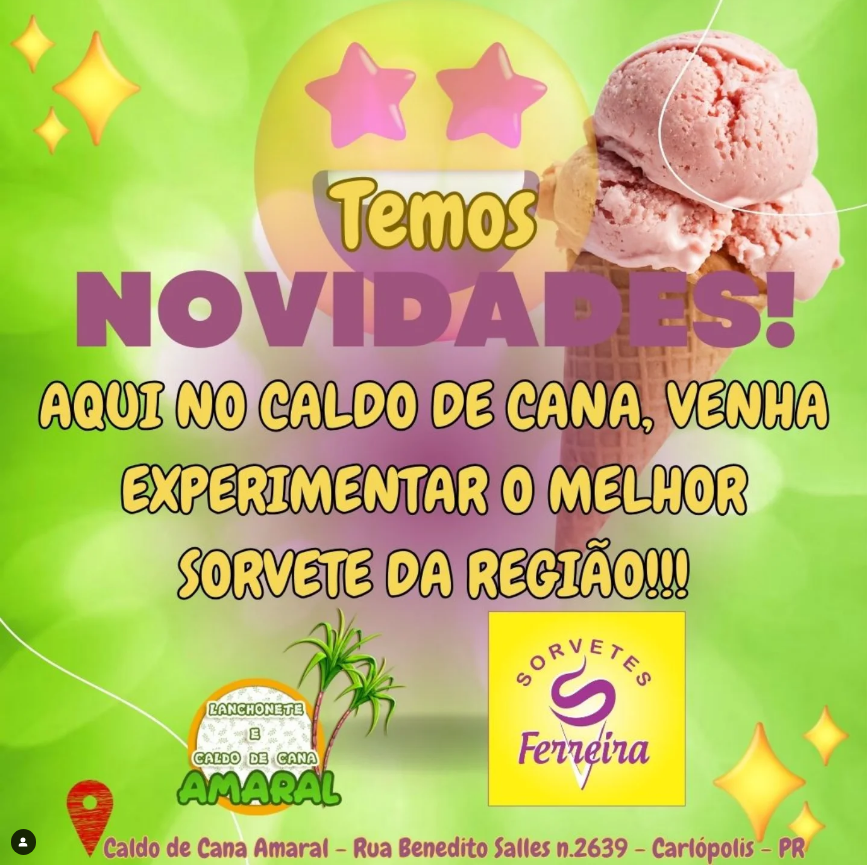 Temos
NOVIDADES!
AQUI NO CALDO DE CANA, VENHA
EXPERIMENTAR O MELHOR
SORVETE DA REGIÃO!!!
LANCHONETE
E
CALDO DE CANA
AMARAL
SORVETES
Ferreira
Caldo de Cana Amaral - Rua Benedito Salles n.2639 - Carlópolis - PR